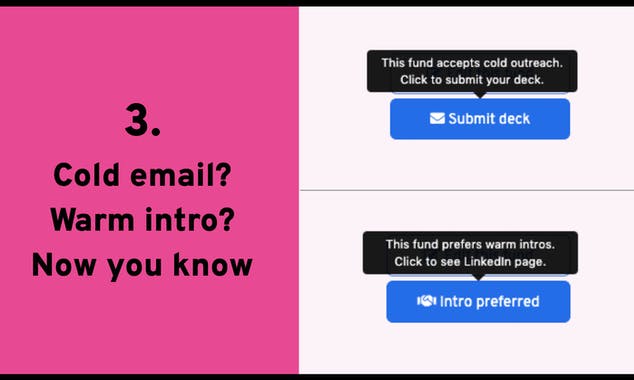 3.
Cold email?
Warm intro?
Now you know
This fund accepts cold outreach.
Click to submit your deck.
Submit deck
This fund prefers warm intros.
Click to see LinkedIn page.
Intro preferred